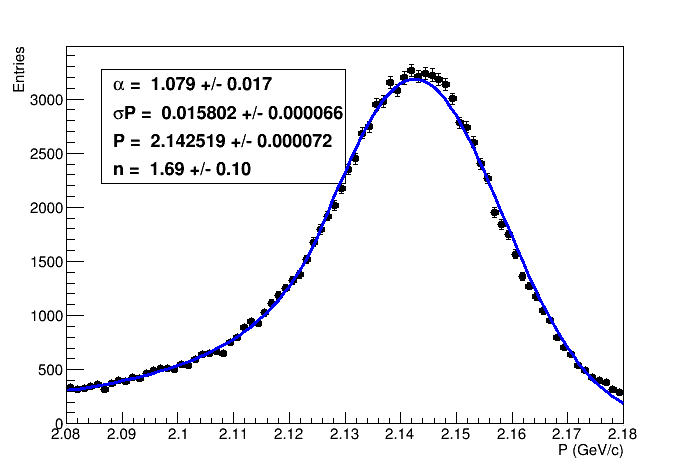 Entries
α = 1.079 +/- 0.017
σP = 0.015802 +/- 0.000066
P = 2.142519 +/- 0.000072
n = 1.69 +/- 0.10
3000
2500
2000
1500
1000
500
0
2.08 2.09 2.1 2.11 2.12 2.13 2.14 2.15 2.16 2.17 2.18
P (GeV/c)